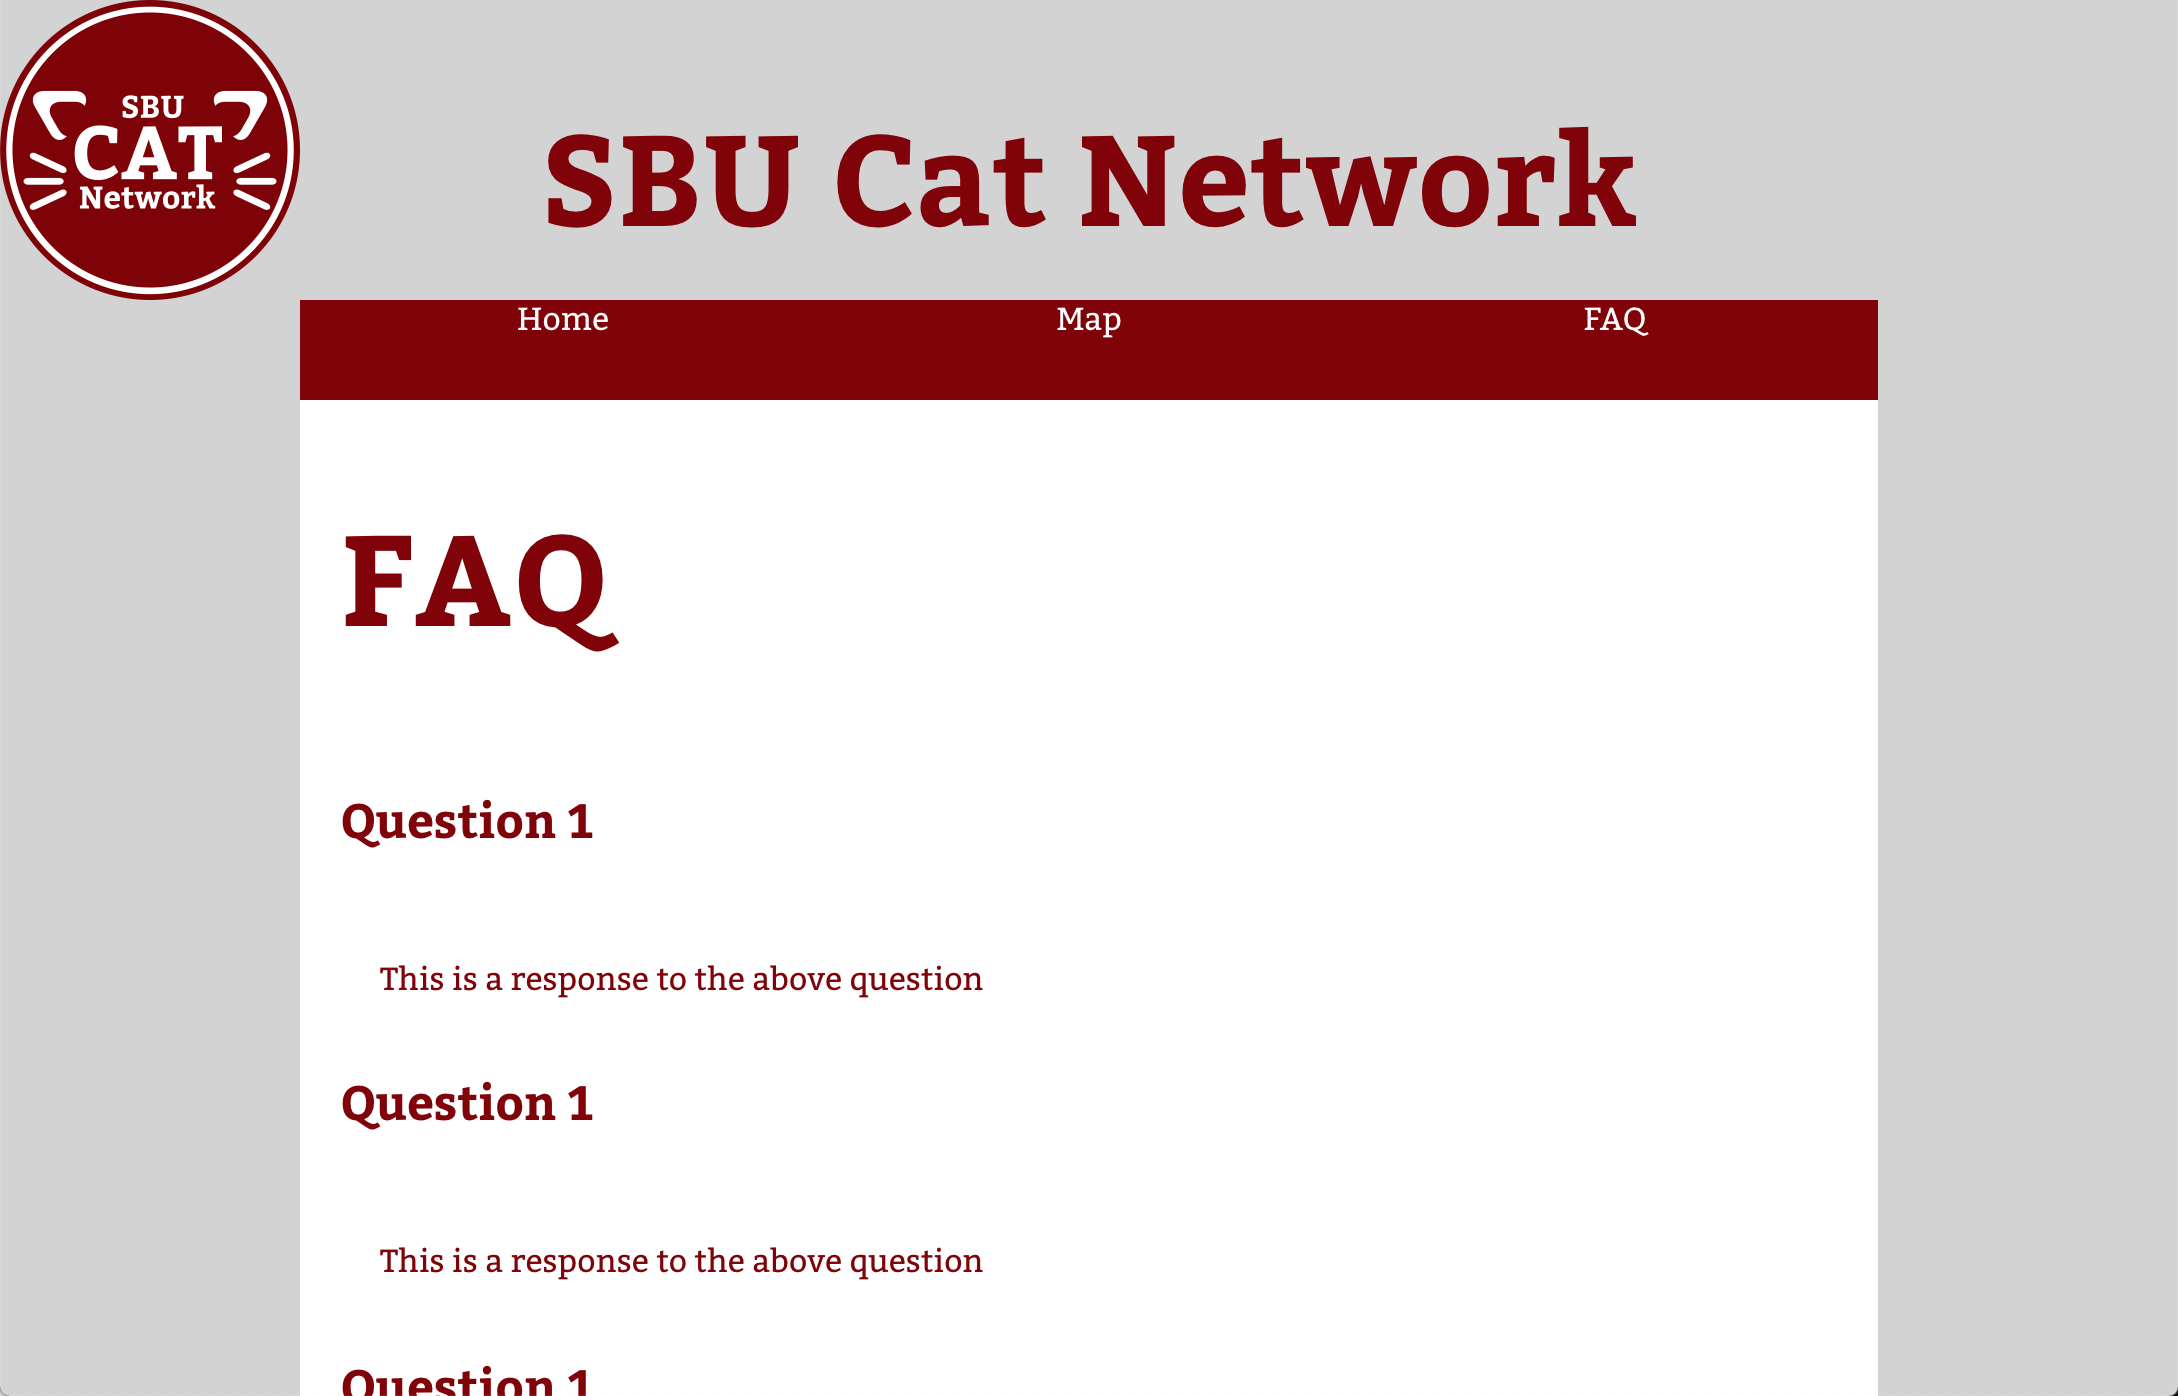 SBU
CAT
Network
SBU Cat Network
Home Map FAQ
FAQ
Question 1
This is a response to the above question
Question 1
This is a response to the above question
Question 1